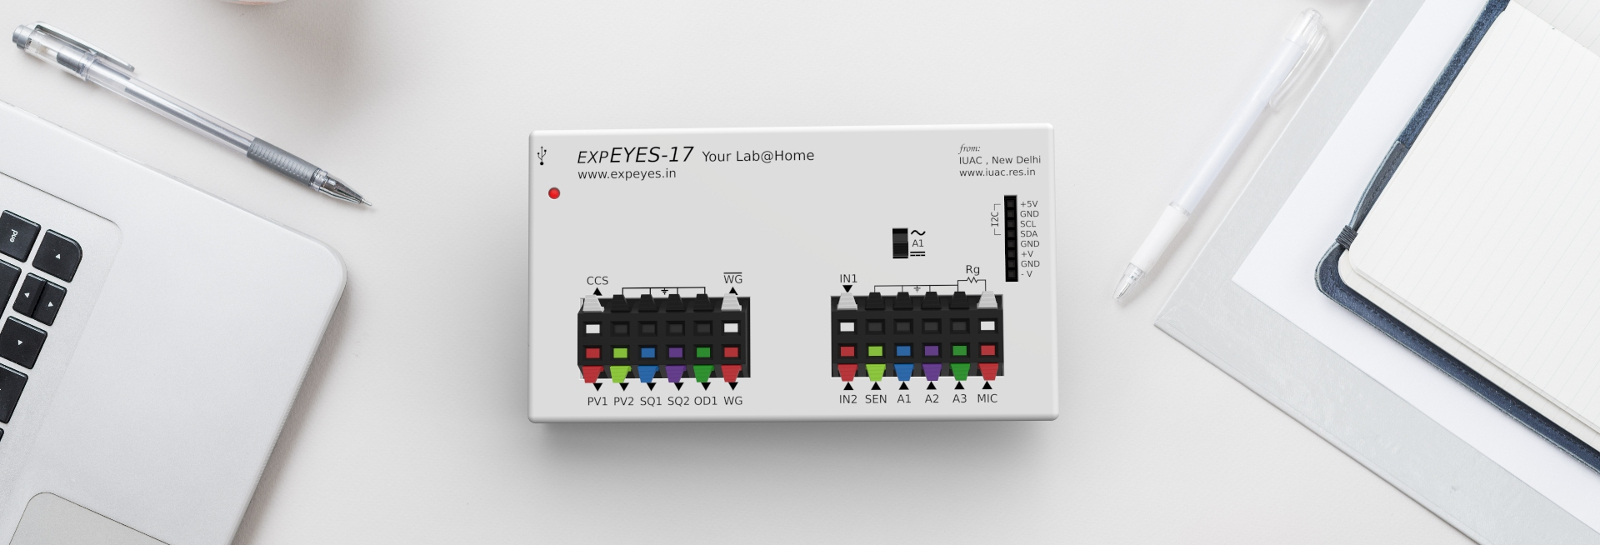 EXPEYES-17 Your Lab@Home
www.expeyes.in
from:
IUAC , New Delhi
www.iuac.res.in
I2C
+5V
GND
SCL
SDA
GND
+V
GND
- V
A1
CCS
WG
IN1
Rg
PV1 PV2 SQ1 SQ2 OD1 WG
IN2 SEN A1 A2 A3 MIC